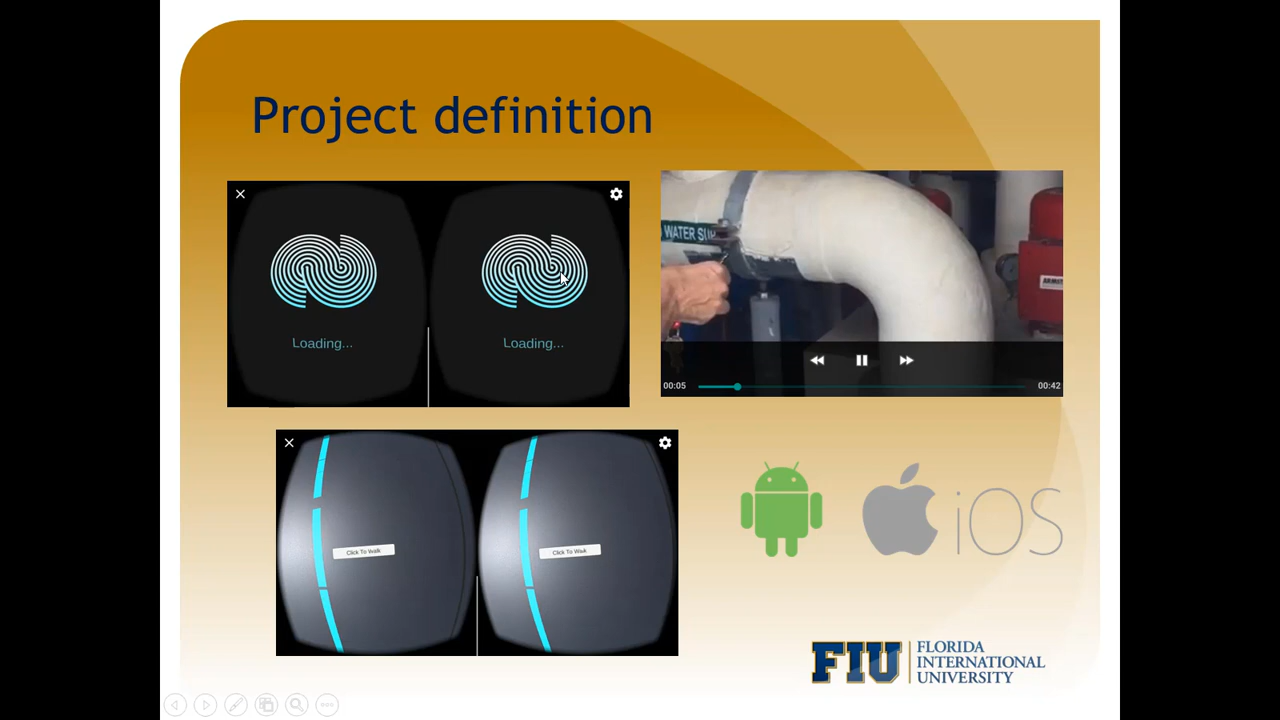 Project definition
Loading...
Loading...
WATER SUP
00:05
00:42
Click To Walk
Click To Walk
iOS
FIU
FLORIDA
INTERNATIONAL
UNIVERSITY